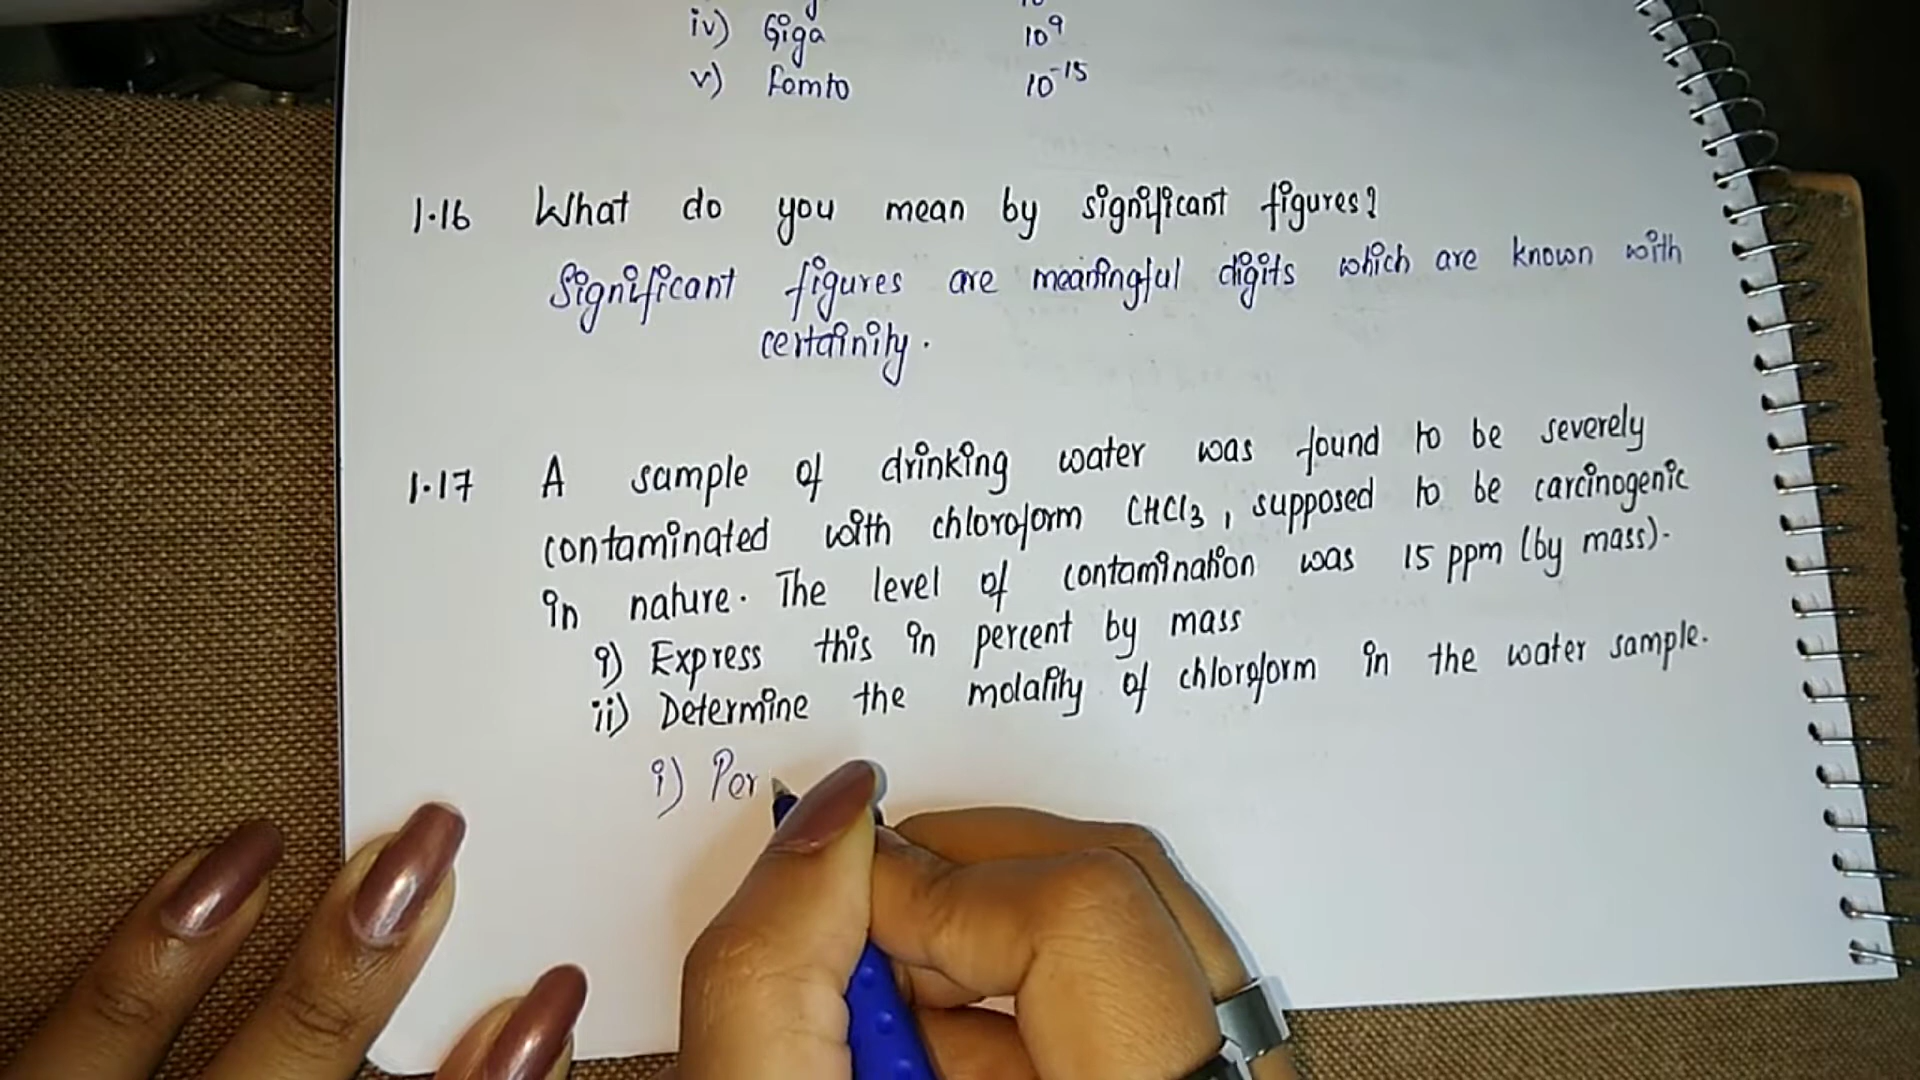 iv) Giga 10⁹
v) femto 10⁻¹⁵
1.16 What do you mean by significant figures?
Significant figures are meaningful digits which are known with
certainity.
1.17 A sample of drinking water was found to be severely
contaminated with chloroform CHCl₃, supposed to be carcinogenic
in nature. The level of contamination was 15 ppm (by mass).
i) Express this in percent by mass
ii) Determine the molality of chloroform in the water sample.
i) Per